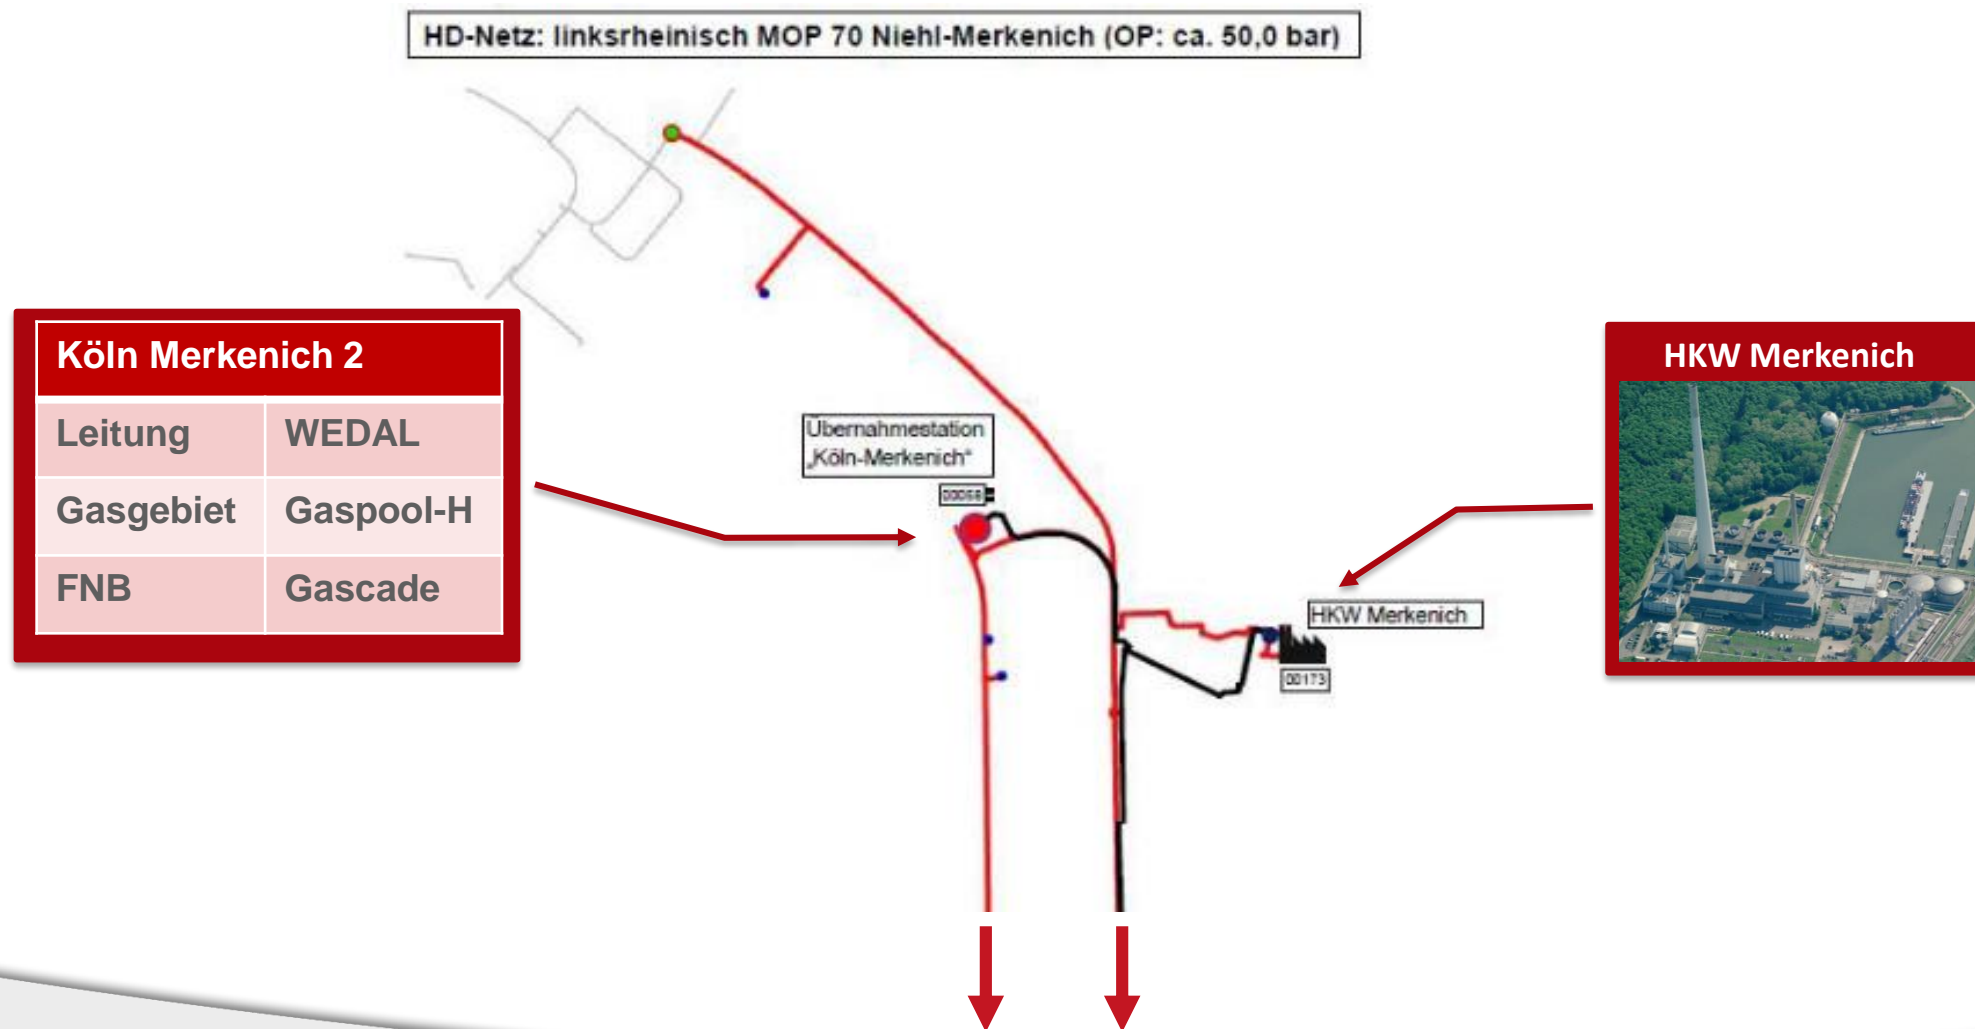 HD-Netz: linksrheinisch MOP 70 Niehl-Merkenich (OP: ca. 50,0 bar)
Köln Merkenich 2
Leitung WEDAL
Gasgebiet Gaspool-H
FNB Gascade
Übernahmestation
„Köln-Merkenich“
HKW Merkenich
00173
HKW Merkenich